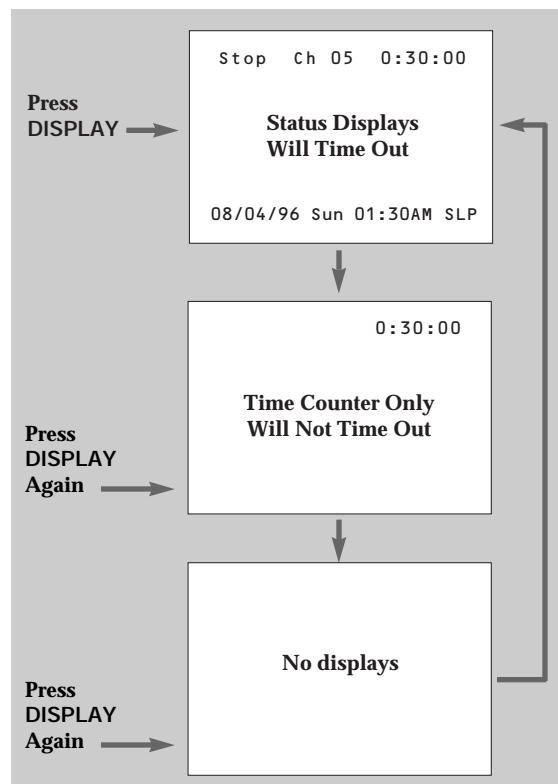 Stop Ch 05 0:30:00
Press
DISPLAY
Status Displays
Will Time Out
08/04/96 Sun 01:30AM SLP
0:30:00
Time Counter Only
Will Not Time Out
Press
DISPLAY
Again
No displays
Press
DISPLAY
Again